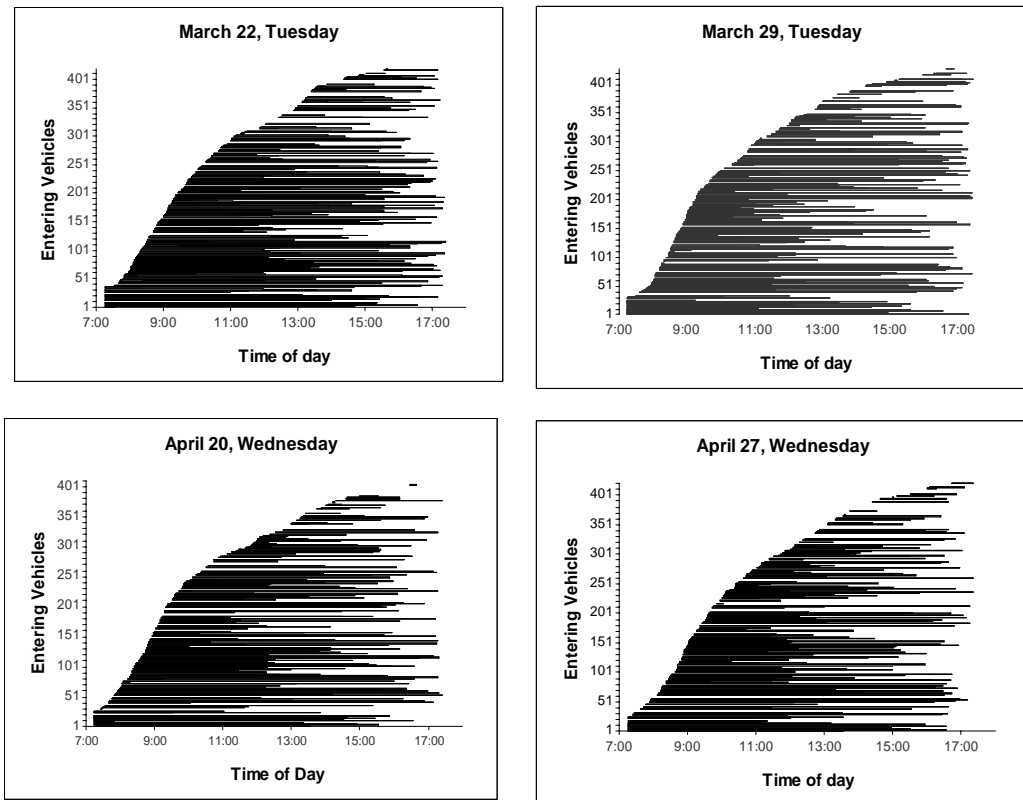 March 22, Tuesday
Entering Vehicles
401
351
301
251
201
151
101
51
1
7:00 9:00 11:00 13:00 15:00 17:00
Time of day
March 29, Tuesday
Entering Vehicles
401
351
301
251
201
151
101
51
1
7:00 9:00 11:00 13:00 15:00 17:00
Time of day
April 20, Wednesday
Entering Vehicles
401
351
301
251
201
151
101
51
1
7:00 9:00 11:00 13:00 15:00 17:00
Time of Day
April 27, Wednesday
Entering Vehicles
401
351
301
251
201
151
101
51
1
7:00 9:00 11:00 13:00 15:00 17:00
Time of day